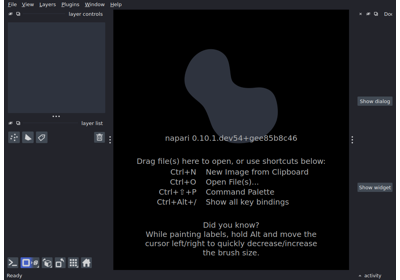 File View Layers Plugins Window Help
layer controls
Do
layer list
Show dialog
Show widget
napari 0.10.1.dev54+gee85b8c46
Drag file(s) here to open, or use shortcuts below:
Ctrl+N New Image from Clipboard
Ctrl+O Open File(s)...
Ctrl+⇧+P Command Palette
Ctrl+Alt+/ Show all key bindings
Did you know?
While painting labels, hold Alt and move the
cursor left/right to quickly decrease/increase
the brush size.
Ready
activity